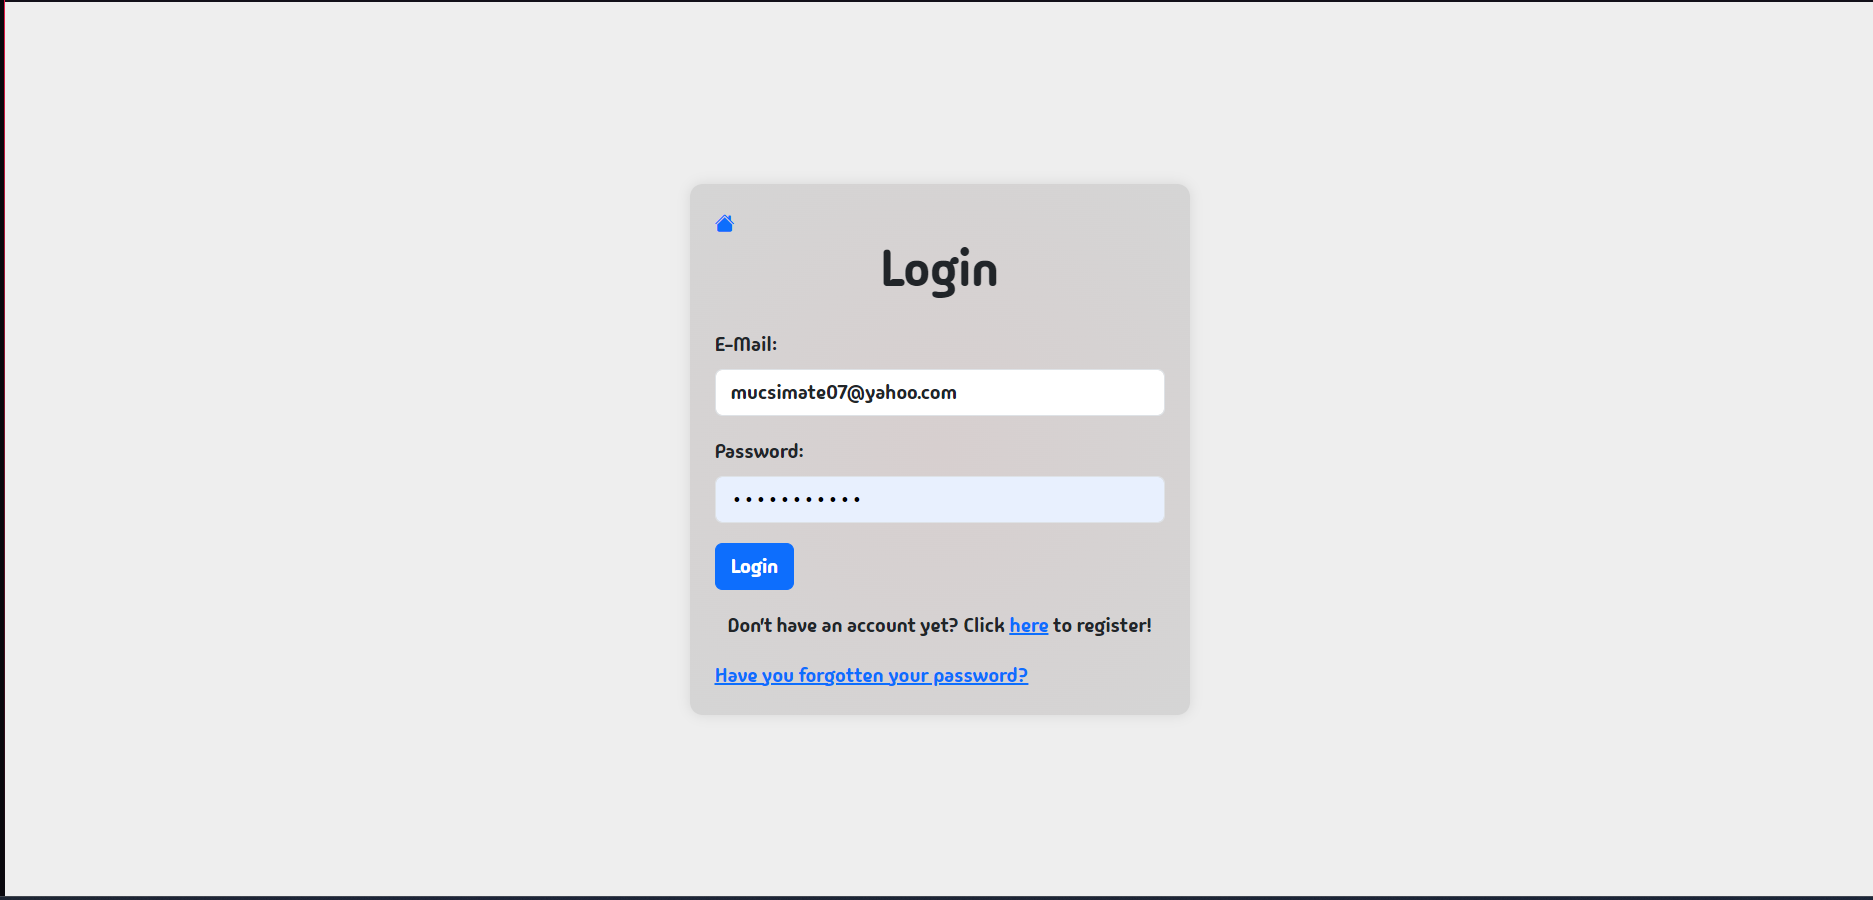 Login
E-Mail:
mucsimate07@yahoo.com
Password:
•••••••••••
Login
Don't have an account yet? Click here to register!
Have you forgotten your password?